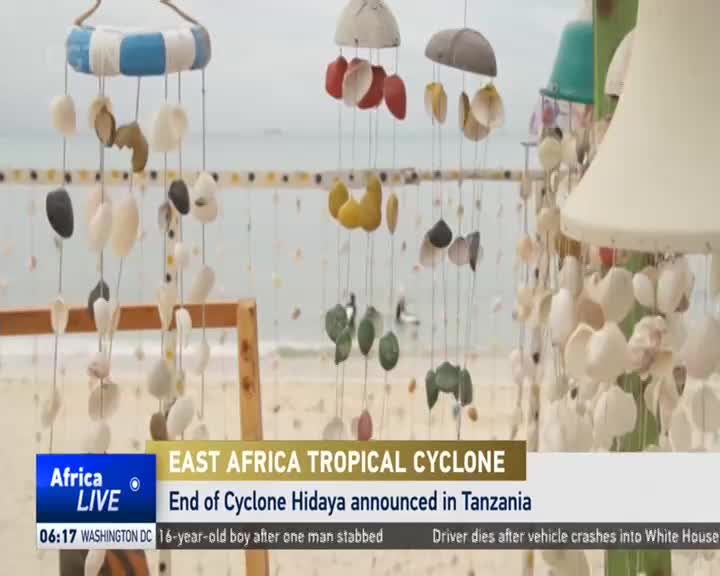 EAST AFRICA TROPICAL CYCLONE
Africa
LIVE
End of Cyclone Hidaya announced in Tanzania
06:17 WASHINGTON DC
16-year-old boy after one man stabbed
Driver dies after vehicle crashes into White House